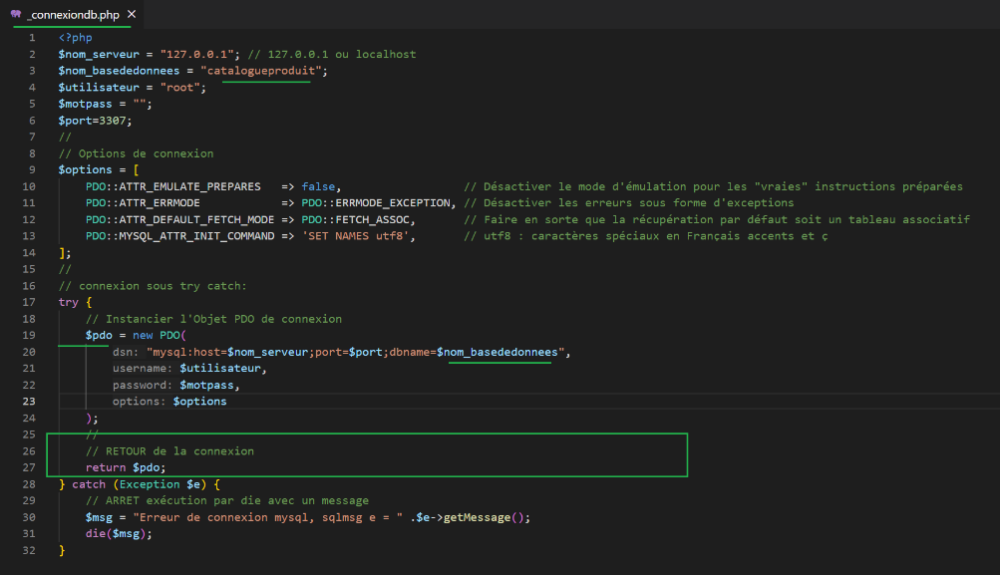 _connexiondb.php ×
1 <?php
2 $nom_serveur = "127.0.0.1"; // 127.0.0.1 ou localhost
3 $nom_basededonnees = "catalogueproduit";
4 $utilisateur = "root";
5 $motpass = "";
6 $port=3307;
7 //
8 // Options de connexion
9 $options = [
10     PDO::ATTR_EMULATE_PREPARES   => false,                  // Désactiver le mode d'émulation pour les "vraies" instructions préparées
11     PDO::ATTR_ERRMODE            => PDO::ERRMODE_EXCEPTION, // Désactiver les erreurs sous forme d'exceptions
12     PDO::ATTR_DEFAULT_FETCH_MODE => PDO::FETCH_ASSOC,       // Faire en sorte que la récupération par défaut soit un tableau associatif
13     PDO::MYSQL_ATTR_INIT_COMMAND => 'SET NAMES utf8',       // utf8 : caractères spéciaux en Français accents et ç
14 ];
15 //
16 // connexion sous try catch:
17 try {
18     // Instancier l'Objet PDO de connexion
19     $pdo = new PDO(
20         dsn: "mysql:host=$nom_serveur;port=$port;dbname=$nom_basededonnees",
21         username: $utilisateur,
22         password: $motpass,
23         options: $options
24     );
25     //
26     // RETOUR de la connexion
27     return $pdo;
28 } catch (Exception $e) {
29     // ARRET exécution par die avec un message
30     $msg = "Erreur de connexion mysql, sqlmsg e = " .$e->getMessage();
31     die($msg);
32 }